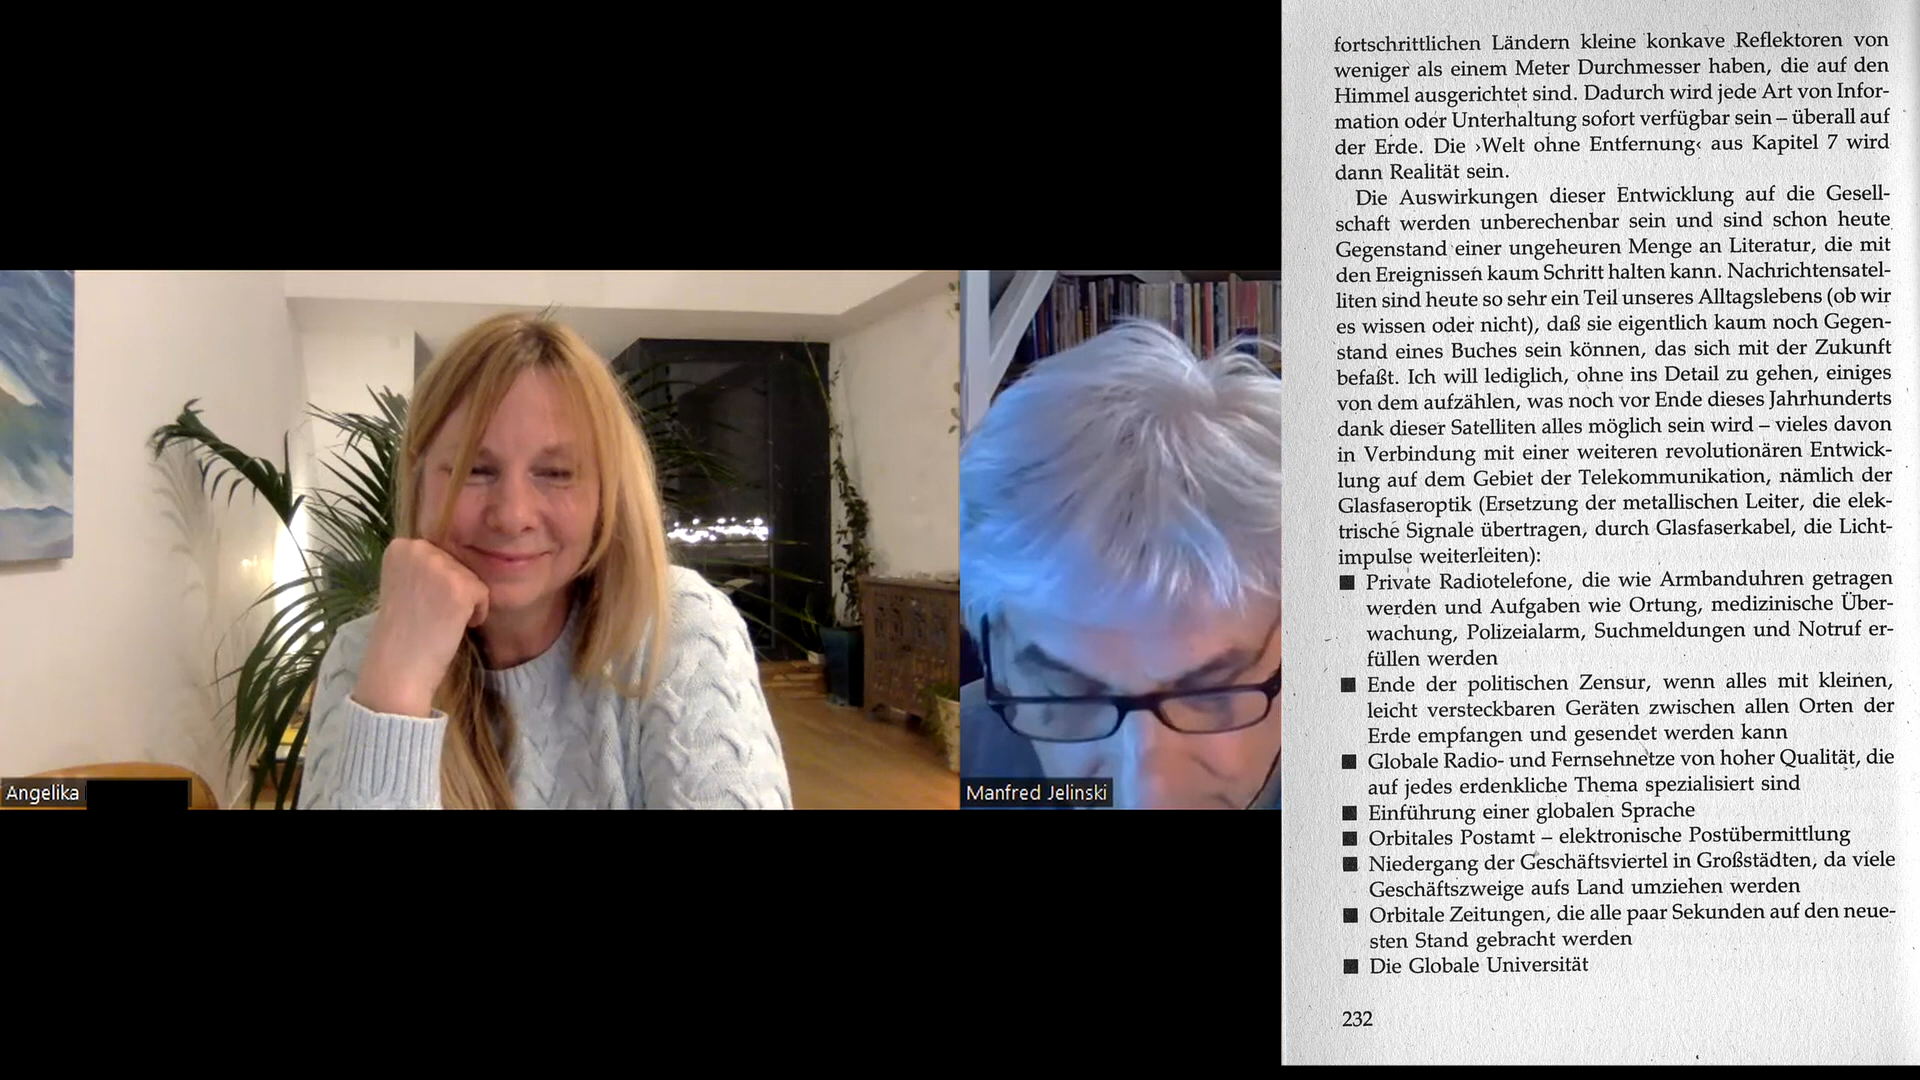 Angelika
Manfred Jelinski
fortschrittlichen Ländern kleine konkave Reflektoren von
weniger als einem Meter Durchmesser haben, die auf den
Himmel ausgerichtet sind. Dadurch wird jede Art von Infor-
mation oder Unterhaltung sofort verfügbar sein – überall auf
der Erde. Die ›Welt ohne Entfernung‹ aus Kapitel 7 wird
dann Realität sein.
Die Auswirkungen dieser Entwicklung auf die Gesell-
schaft werden unberechenbar sein und sind schon heute
Gegenstand einer ungeheuren Menge an Literatur, die mit
den Ereignissen kaum Schritt halten kann. Nachrichtensatel-
liten sind heute so sehr ein Teil unseres Alltagslebens (ob wir
es wissen oder nicht), daß sie eigentlich kaum noch Gegen-
stand eines Buches sein können, das sich mit der Zukunft
befaßt. Ich will lediglich, ohne ins Detail zu gehen, einiges
von dem aufzählen, was noch vor Ende dieses Jahrhunderts
dank dieser Satelliten alles möglich sein wird – vieles davon
in Verbindung mit einer weiteren revolutionären Entwick-
lung auf dem Gebiet der Telekommunikation, nämlich der
Glasfaseroptik (Ersetzung der metallischen Leiter, die elek-
trische Signale übertragen, durch Glasfaserkabel, die Licht-
impulse weiterleiten):
■ Private Radiotelefone, die wie Armbanduhren getragen
werden und Aufgaben wie Ortung, medizinische Über-
wachung, Polizeialarm, Suchmeldungen und Notruf er-
füllen werden
■ Ende der politischen Zensur, wenn alles mit kleinen,
leicht versteckbaren Geräten zwischen allen Orten der
Erde empfangen und gesendet werden kann
■ Globale Radio- und Fernsehnetze von hoher Qualität, die
auf jedes erdenkliche Thema spezialisiert sind
■ Einführung einer globalen Sprache
■ Orbitales Postamt – elektronische Postübermittlung
■ Niedergang der Geschäftsviertel in Großstädten, da viele
Geschäftszweige aufs Land umziehen werden
■ Orbitale Zeitungen, die alle paar Sekunden auf den neue-
sten Stand gebracht werden
■ Die Globale Universität
232